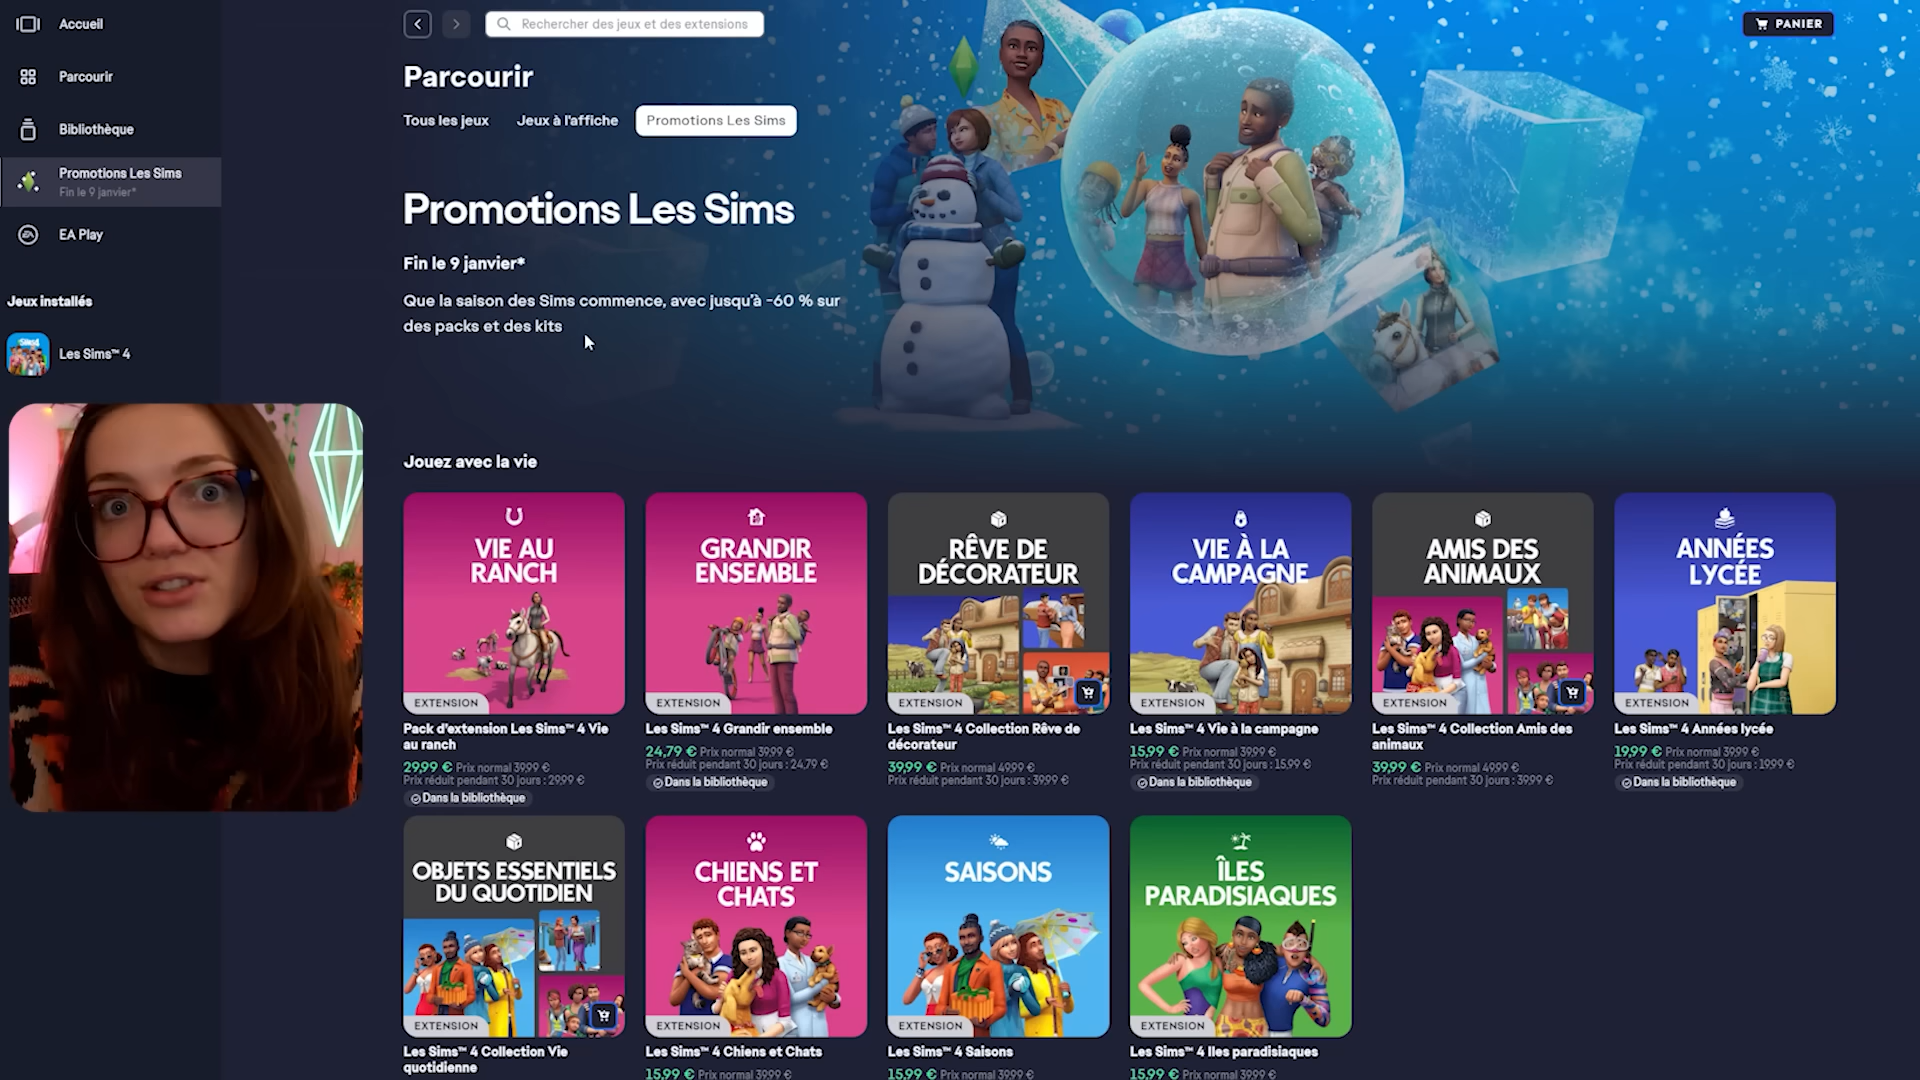 Accueil
Parcourir
Bibliothèque
Promotions Les Sims
Fin le 9 janvier*
EA Play
Jeux installés
Les Sims™ 4
Rechercher des jeux et des extensions
PANIER
Parcourir
Tous les jeux
Jeux à l'affiche
Promotions Les Sims
Promotions Les Sims
Fin le 9 janvier*
Que la saison des Sims commence, avec jusqu'à -60 % sur
des packs et des kits
Jouez avec la vie
VIE AU
RANCH
EXTENSION
Pack d'extension Les Sims™ 4 Vie
au ranch
29,99 € Prix normal 39,99 €
Prix réduit pendant 30 jours : 29,99 €
Dans la bibliothèque
GRANDIR
ENSEMBLE
EXTENSION
Les Sims™ 4 Grandir ensemble
24,79 € Prix normal 39,99 €
Prix réduit pendant 30 jours : 24,79 €
Dans la bibliothèque
RÊVE DE
DÉCORATEUR
EXTENSION
Les Sims™ 4 Collection Rêve de
décorateur
39,99 € Prix normal 49,99 €
Prix réduit pendant 30 jours : 39,99 €
VIE À LA
CAMPAGNE
EXTENSION
Les Sims™ 4 Vie à la campagne
15,99 € Prix normal 39,99 €
Prix réduit pendant 30 jours : 15,99 €
Dans la bibliothèque
AMIS DES
ANIMAUX
EXTENSION
Les Sims™ 4 Collection Amis des
animaux
39,99 € Prix normal 49,99 €
Prix réduit pendant 30 jours : 39,99 €
ANNÉES
LYCÉE
EXTENSION
Les Sims™ 4 Années lycée
19,99 € Prix normal 39,99 €
Prix réduit pendant 30 jours : 19,99 €
Dans la bibliothèque
OBJETS ESSENTIELS
DU QUOTIDIEN
EXTENSION
Les Sims™ 4 Collection Vie
quotidienne
CHIENS ET
CHATS
EXTENSION
Les Sims™ 4 Chiens et Chats
15,99 € Prix normal 39,99 €
SAISONS
EXTENSION
Les Sims™ 4 Saisons
15,99 € Prix normal 39,99 €
ÎLES
PARADISIAQUES
EXTENSION
Les Sims™ 4 Iles paradisiaques
15,99 € Prix normal 39,99 €